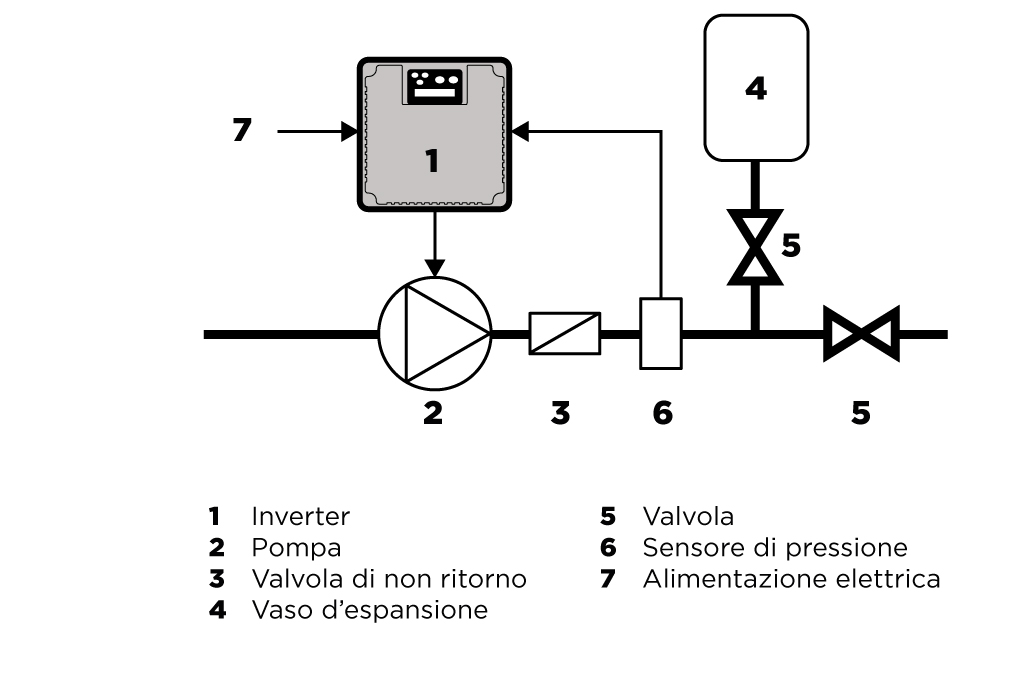 4
7
1
5
2
3
6
5
1 Inverter
2 Pompa
3 Valvola di non ritorno
4 Vaso d’espansione
5 Valvola
6 Sensore di pressione
7 Alimentazione elettrica